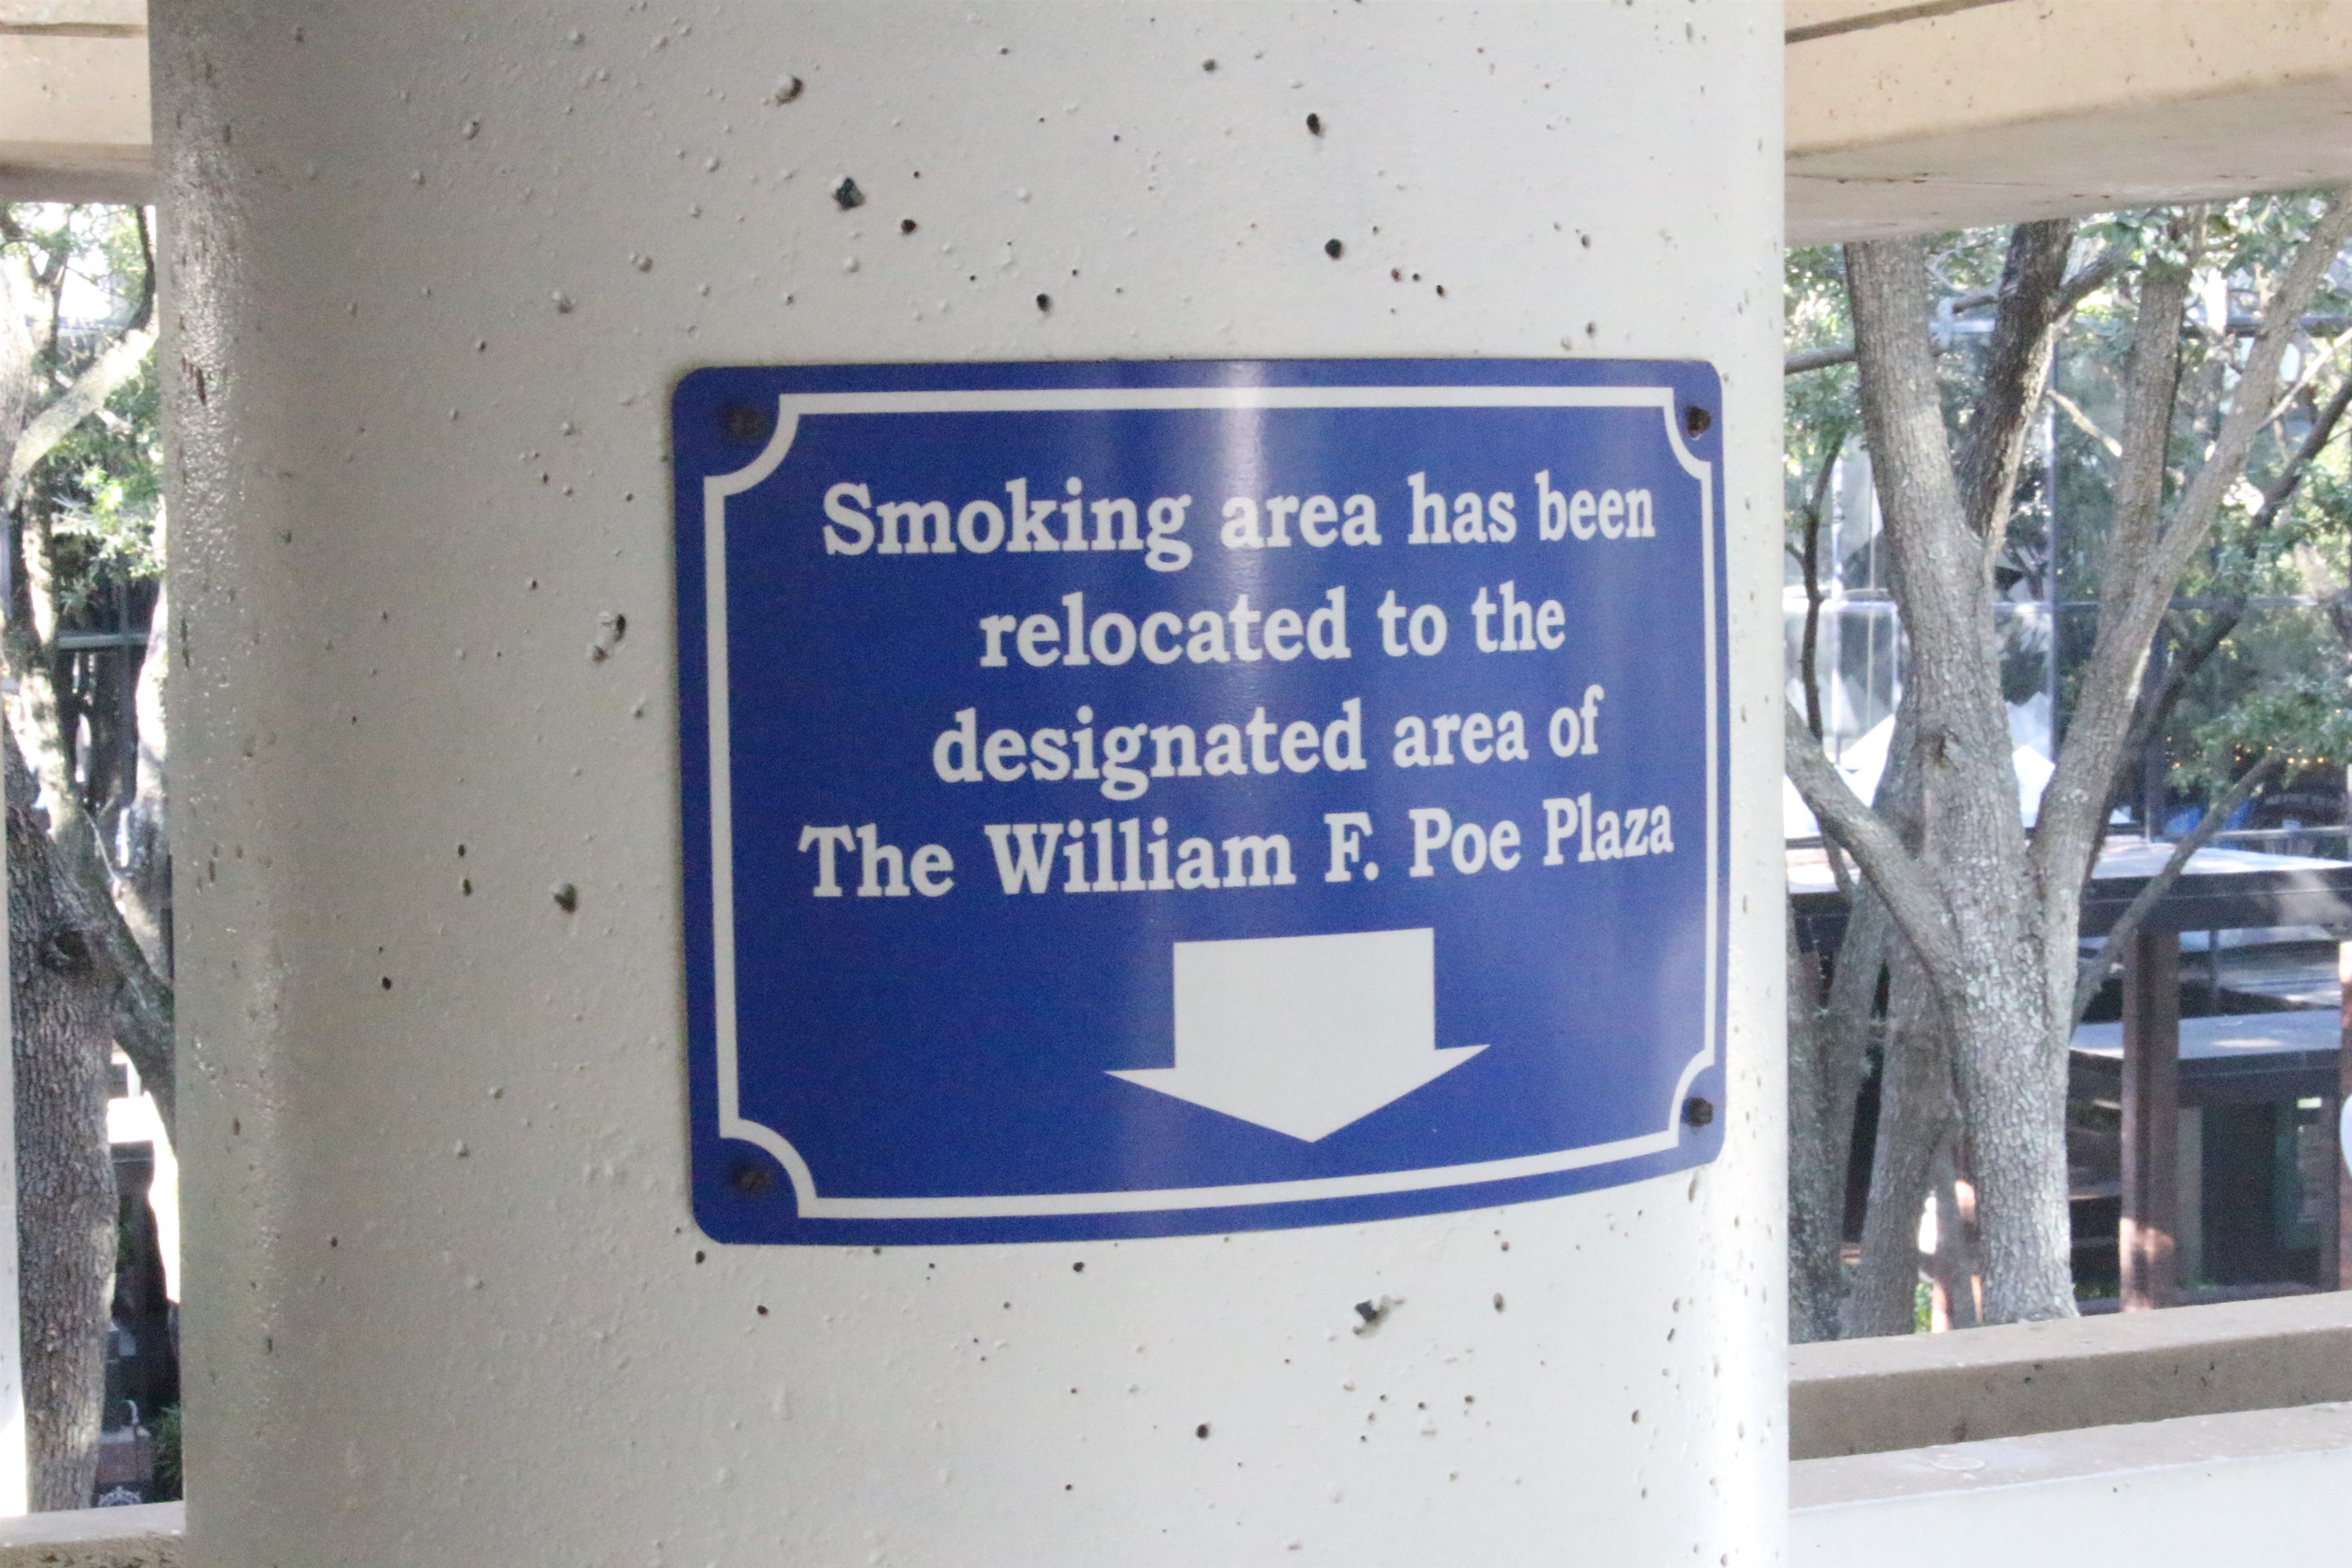 Smoking area has been
relocated to the
designated area of
The William F. Poe Plaza